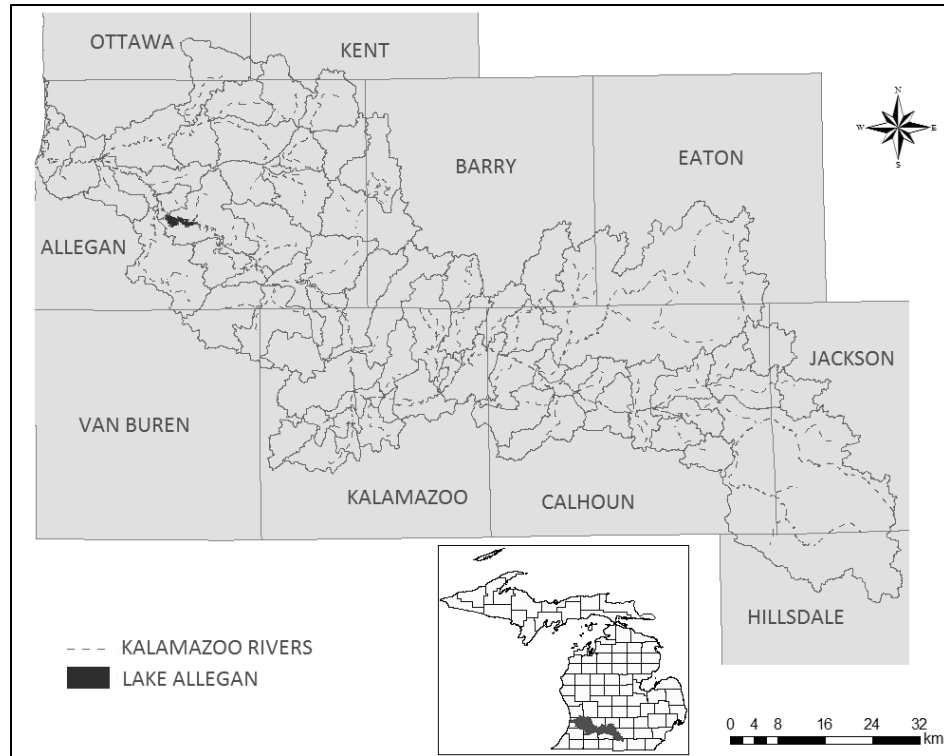 OTTAWA
KENT
N
W E
S
BARRY
EATON
ALLEGAN
JACKSON
VAN BUREN
KALAMAZOO
CALHOUN
HILLSDALE
KALAMAZOO RIVERS
LAKE ALLEGAN
0 4 8 16 24 32
km